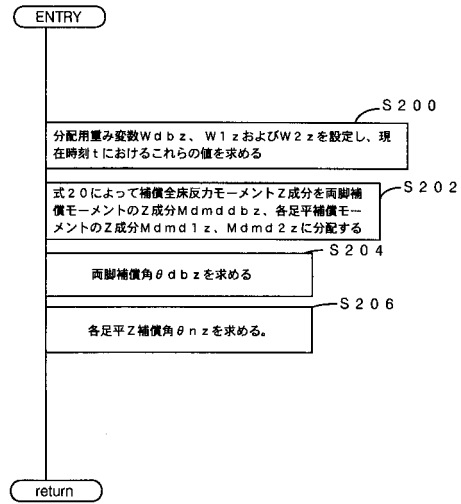 ENTRY
S200
分配用重み変数Wdbz、W1zおよびW2zを設定し、現
在時刻tにおけるこれらの値を求める
S202
式20によって補償全床反力モーメントZ成分を両脚補
償モーメントのZ成分Mdmddbz、各足平補償モー
メントのZ成分Mdmd1z、Mdmd2zに分配する
S204
両脚補償角θdbzを求める
S206
各足平Z補償角θnzを求める。
return